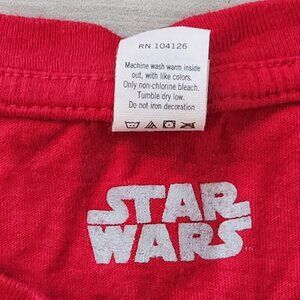 RN 104126
Machine wash warm inside
out, with like colors.
Only non-chlorine bleach.
Tumble dry low.
Do not iron decoration
STAR
WARS